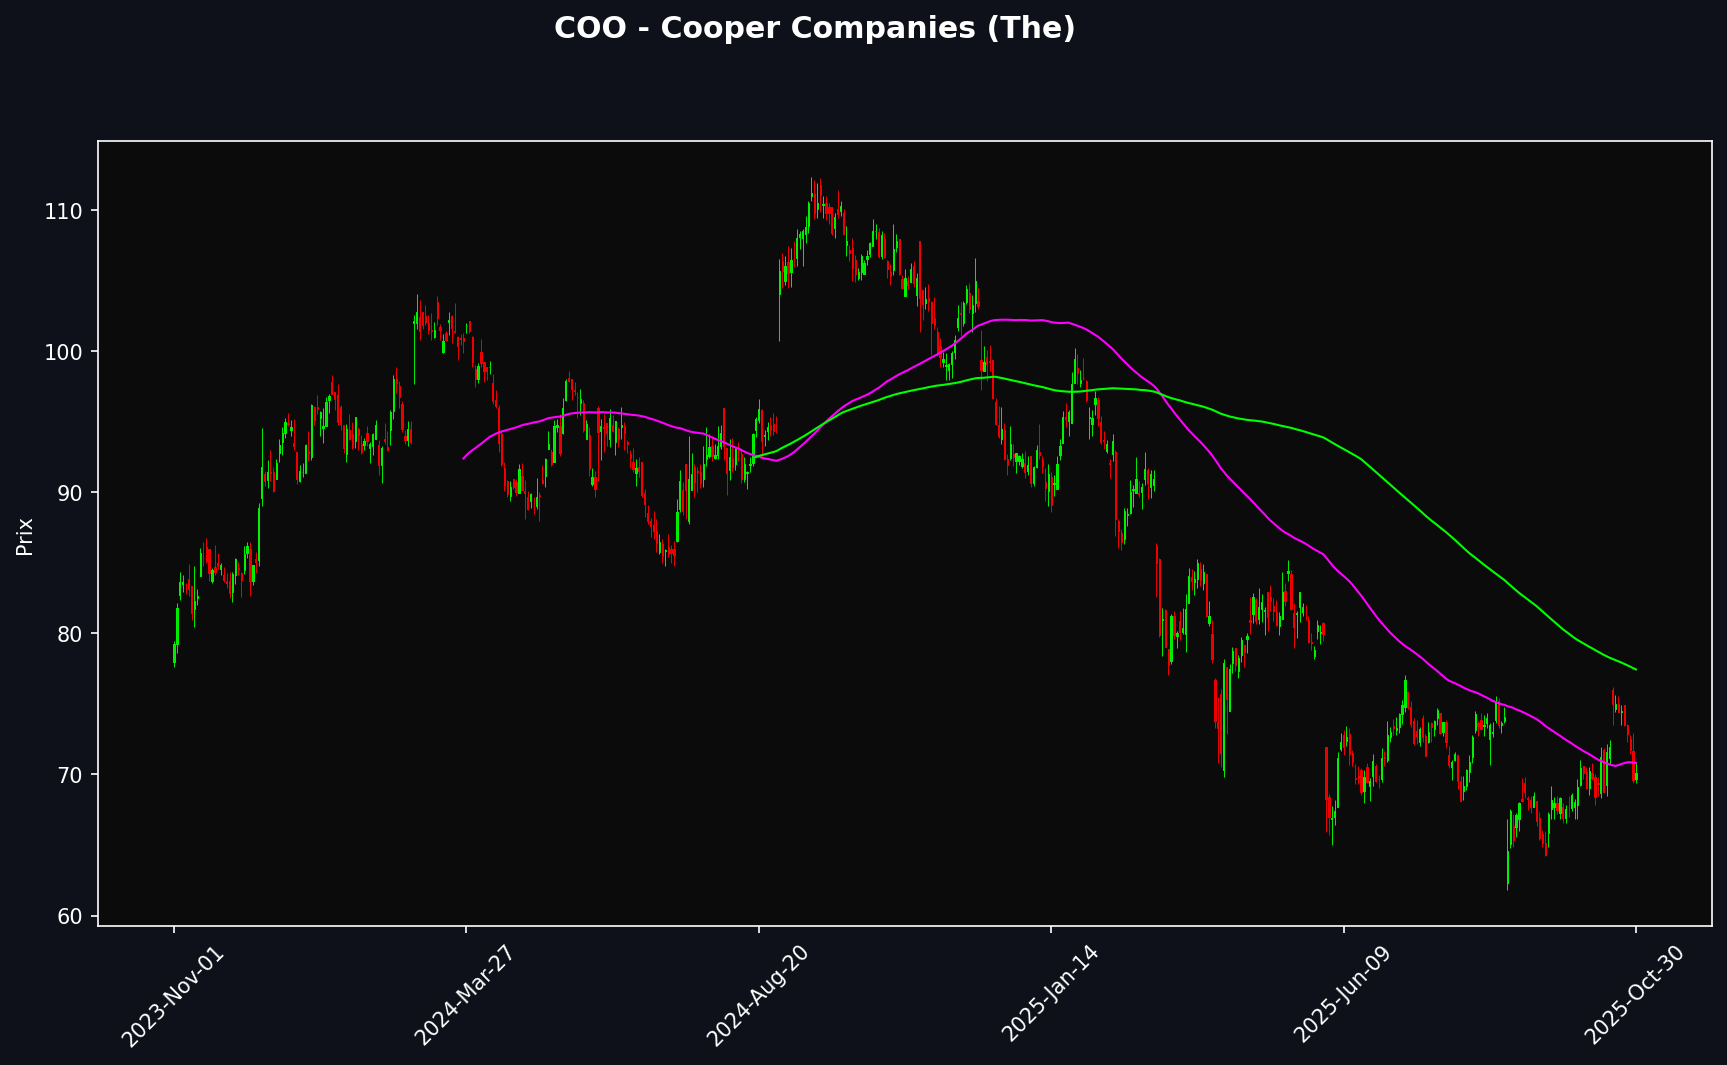 COO - Cooper Companies (The)
Prix
110
100
90
80
70
60
2023-Nov-01
2024-Mar-27
2024-Aug-20
2025-Jan-14
2025-Jun-09
2025-Oct-30